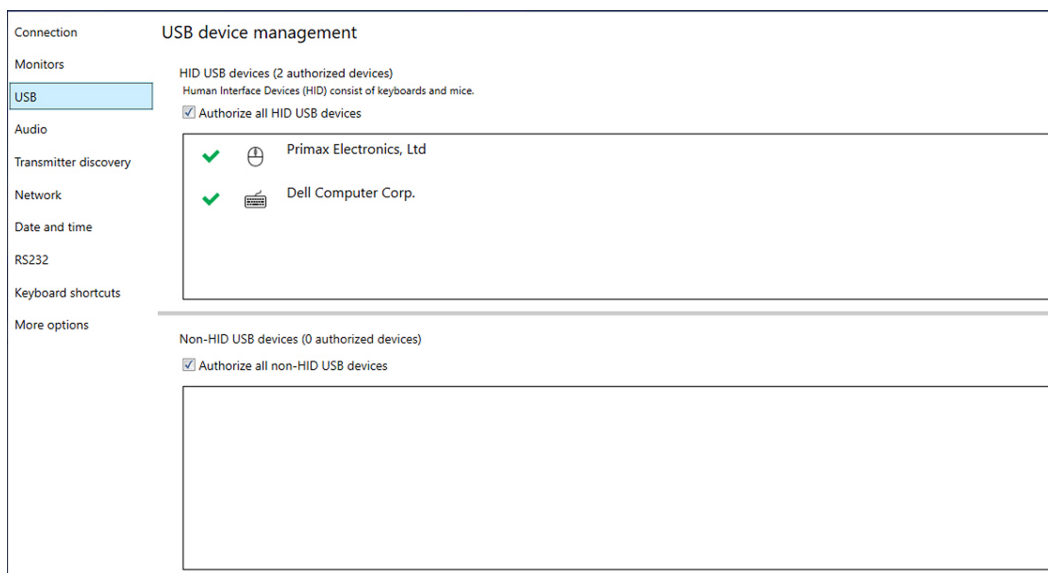 Connection
Monitors
USB
Audio
Transmitter discovery
Network
Date and time
RS232
Keyboard shortcuts
More options
USB device management
HID USB devices (2 authorized devices)
Human Interface Devices (HID) consist of keyboards and mice.
Authorize all HID USB devices
Primax Electronics, Ltd
Dell Computer Corp.
Non-HID USB devices (0 authorized devices)
Authorize all non-HID USB devices